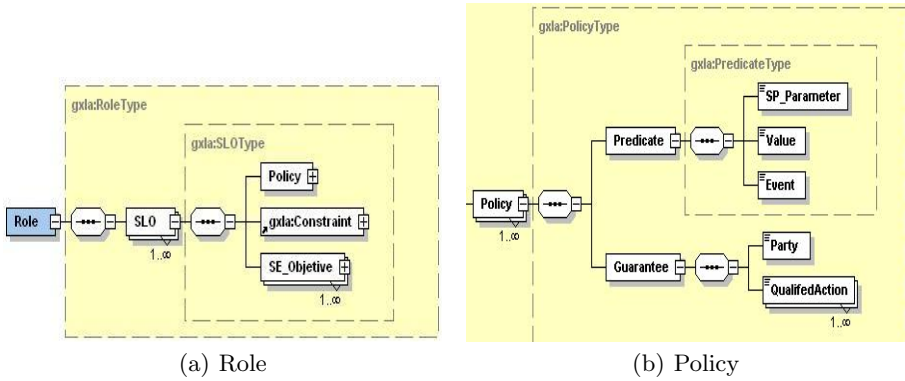 gxla:RoleType
gxla:SLOType
Role
SLO
1..∞
Policy
gxla:Constraint
SE_Objetive
1..∞
(a) Role
gxla:PolicyType
gxla:PredicateType
Policy
1..∞
Predicate
SP_Parameter
Value
Event
Guarantee
Party
QualifedAction
1..∞
(b) Policy